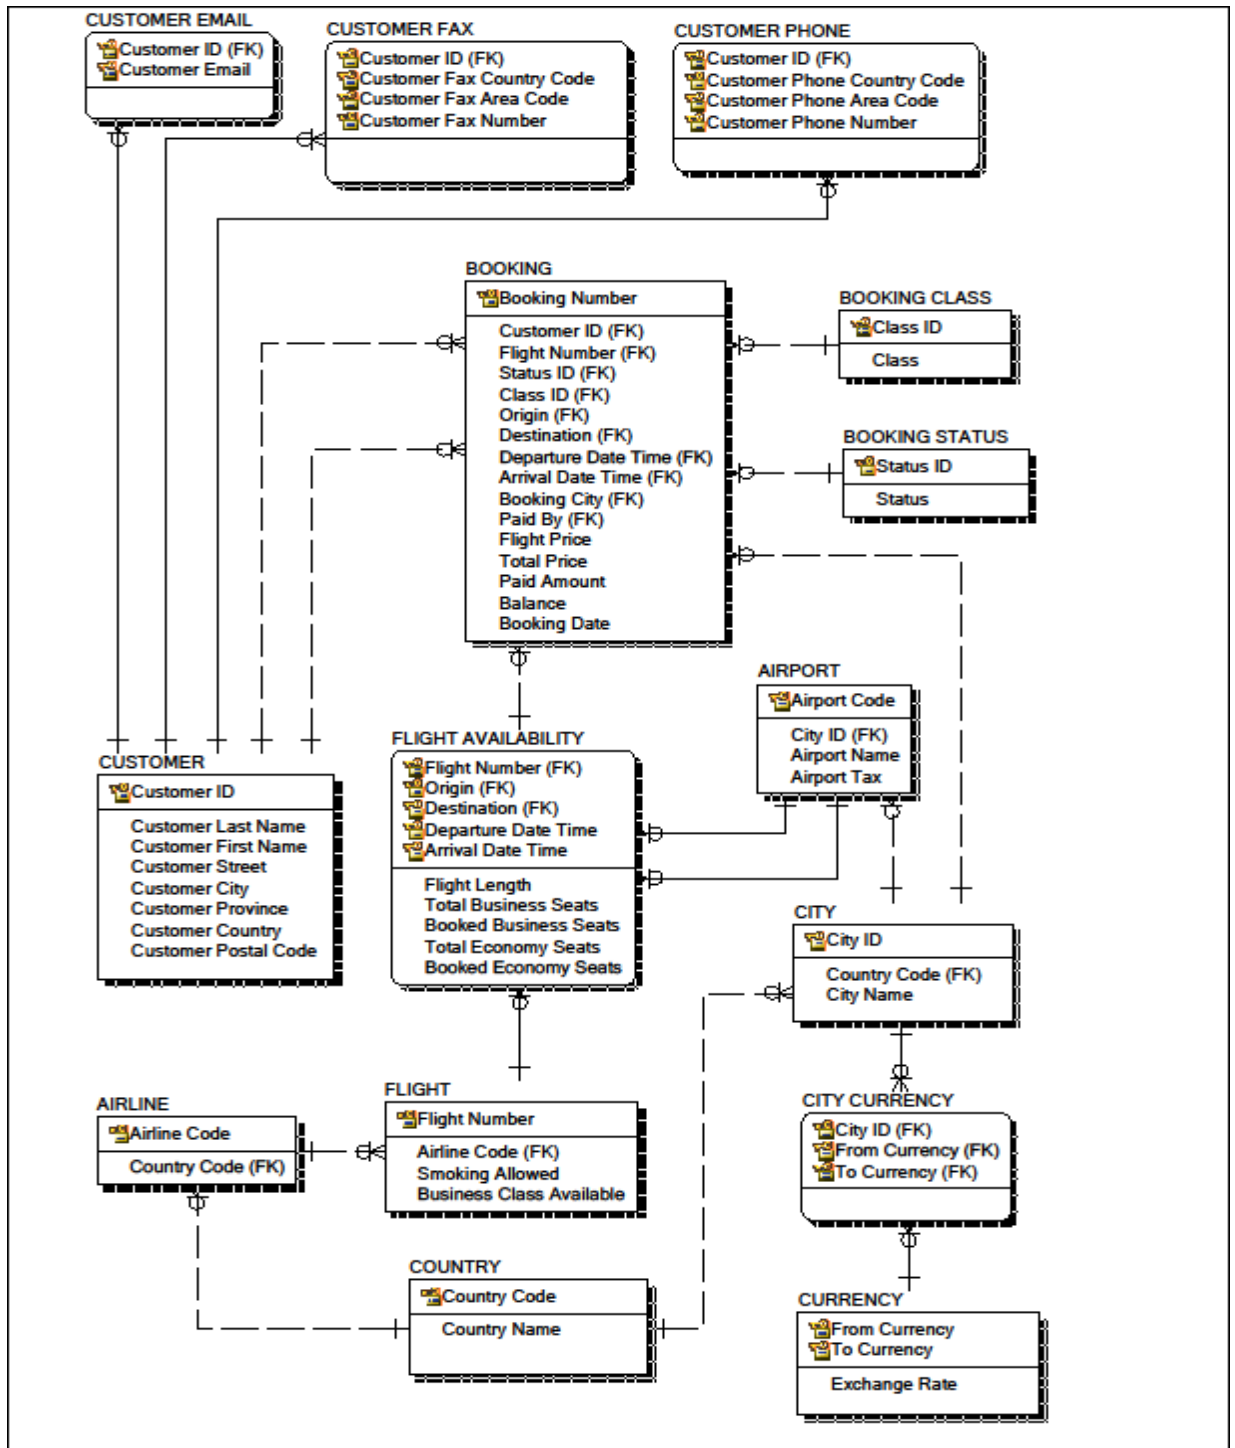 CUSTOMER EMAIL
Customer ID (FK)
Customer Email
CUSTOMER FAX
Customer ID (FK)
Customer Fax Country Code
Customer Fax Area Code
Customer Fax Number
CUSTOMER PHONE
Customer ID (FK)
Customer Phone Country Code
Customer Phone Area Code
Customer Phone Number
BOOKING
Booking Number
Customer ID (FK)
Flight Number (FK)
Status ID (FK)
Class ID (FK)
Origin (FK)
Destination (FK)
Departure Date Time (FK)
Arrival Date Time (FK)
Booking City (FK)
Paid By (FK)
Flight Price
Total Price
Paid Amount
Balance
Booking Date
BOOKING CLASS
Class ID
Class
BOOKING STATUS
Status ID
Status
AIRPORT
Airport Code
City ID (FK)
Airport Name
Airport Tax
CUSTOMER
Customer ID
Customer Last Name
Customer First Name
Customer Street
Customer City
Customer Province
Customer Country
Customer Postal Code
FLIGHT AVAILABILITY
Flight Number (FK)
Origin (FK)
Destination (FK)
Departure Date Time
Arrival Date Time
Flight Length
Total Business Seats
Booked Business Seats
Total Economy Seats
Booked Economy Seats
CITY
City ID
Country Code (FK)
City Name
AIRLINE
Airline Code
Country Code (FK)
FLIGHT
Flight Number
Airline Code (FK)
Smoking Allowed
Business Class Available
CITY CURRENCY
City ID (FK)
From Currency (FK)
To Currency (FK)
COUNTRY
Country Code
Country Name
CURRENCY
From Currency
To Currency
Exchange Rate